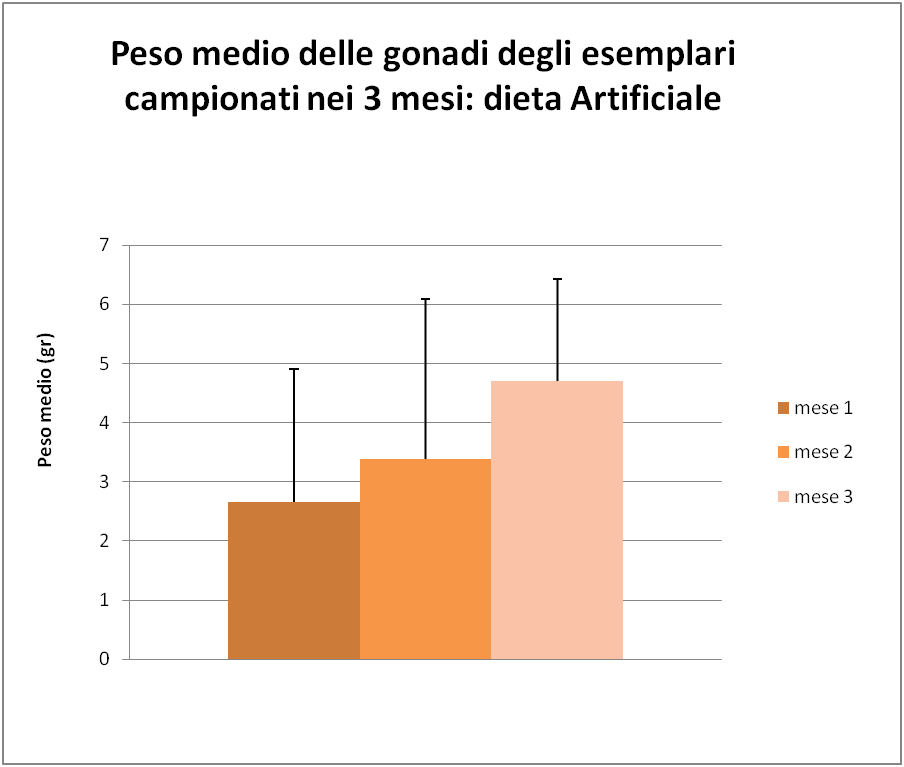 Peso medio delle gonadi degli esemplari
campionati nei 3 mesi: dieta Artificiale
7
6
5
4
3
2
1
0
Peso medio (gr)
mese 1
mese 2
mese 3